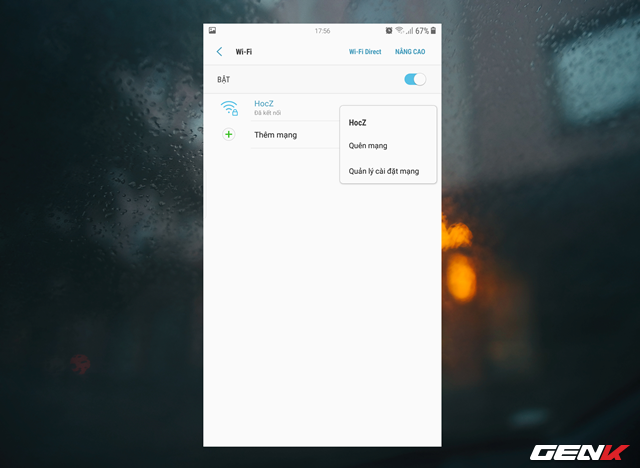 17:56 67%
Wi-Fi Wi-Fi Direct NÂNG CAO
BẬT
HocZ
Đã kết nối
Thêm mạng
HocZ
Quên mạng
Quản lý cài đặt mạng
GENK